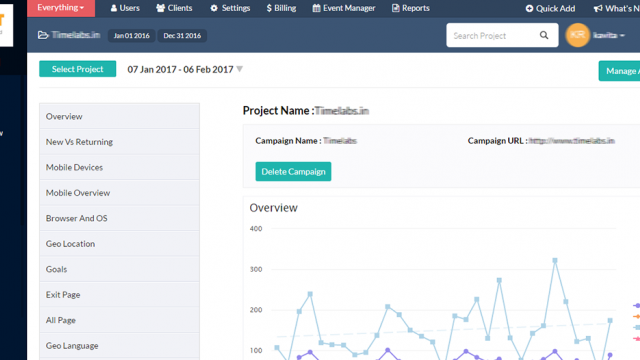 Everything Users Clients Settings $ Billing Event Manager Reports Quick Add What's N
Timelabs.in Jan 01 2016 Dec 31 2016 Search Project KR kavita
Select Project 07 Jan 2017 - 06 Feb 2017 Manage A
Overview
New Vs Returning
Mobile Devices
Mobile Overview
Browser And OS
Geo Location
Goals
Exit Page
All Page
Geo Language
Project Name : Timelabs.in
Campaign Name : Timelabs Campaign URL : http://www.timelabs.in
Delete Campaign
Overview
400
300
200
100